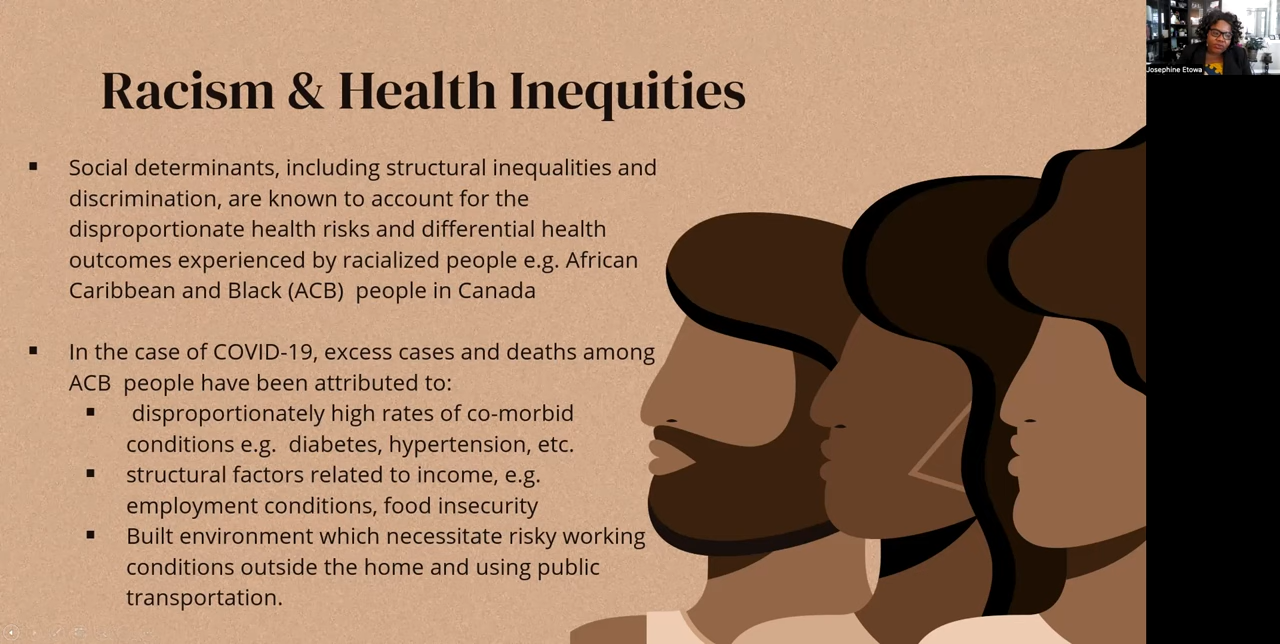 Racism & Health Inequities
▪ Social determinants, including structural inequalities and
discrimination, are known to account for the
disproportionate health risks and differential health
outcomes experienced by racialized people e.g. African
Caribbean and Black (ACB)  people in Canada
▪ In the case of COVID-19, excess cases and deaths among
ACB  people have been attributed to:
▪  disproportionately high rates of co-morbid
conditions e.g.  diabetes, hypertension, etc.
▪ structural factors related to income, e.g.
employment conditions, food insecurity
▪ Built environment which necessitate risky working
conditions outside the home and using public
transportation.
Josephine Etowa